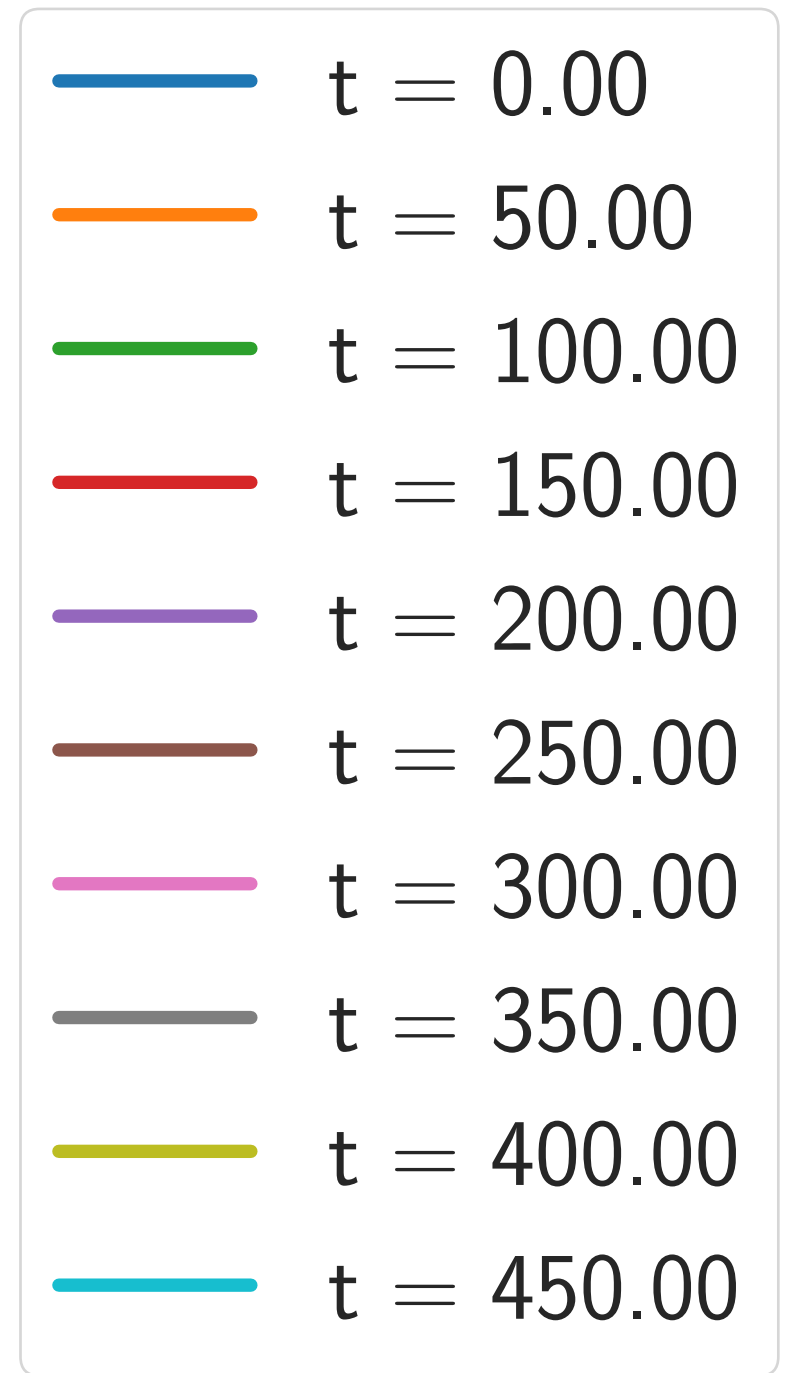 t = 0.00
t = 50.00
t = 100.00
t = 150.00
t = 200.00
t = 250.00
t = 300.00
t = 350.00
t = 400.00
t = 450.00